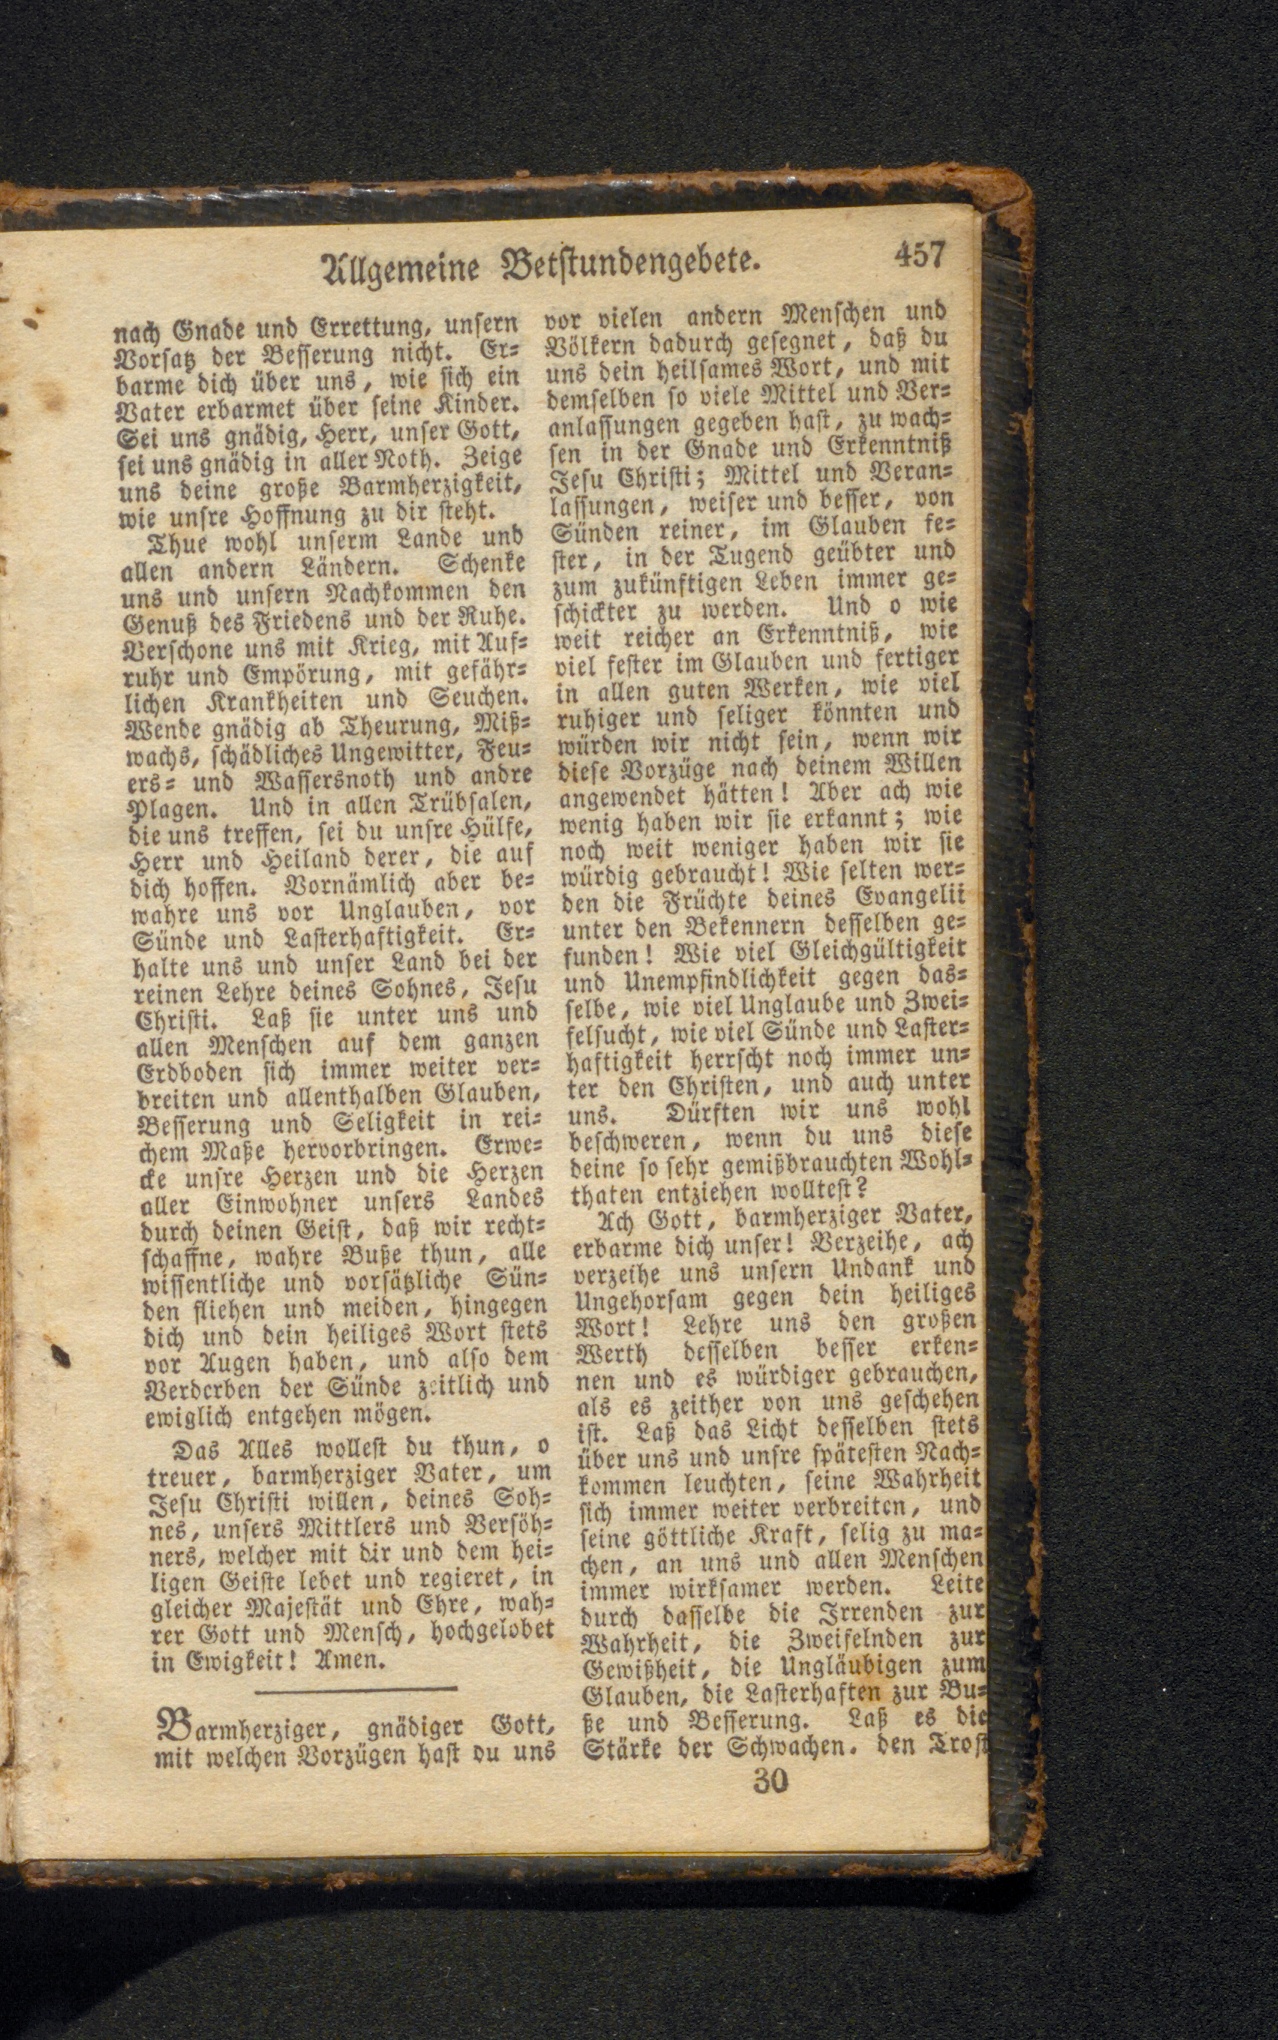 Allgemeine Betstundengebete. 457
nach Gnade und Errettung, unsern
Vorsatz der Besserung nicht. Er-
barme dich über uns, wie sich ein
Vater erbarmet über seine Kinder.
Sei uns gnädig, Herr, unser Gott,
sei uns gnädig in aller Noth. Zeige
uns deine große Barmherzigkeit,
wie unsre Hoffnung zu dir steht.
Thue wohl unserm Lande und
allen andern Ländern. Schenke
uns und unsern Nachkommen den
Genuß des Friedens und der Ruhe.
Verschone uns mit Krieg, mit Auf-
ruhr und Empörung, mit gefähr-
lichen Krankheiten und Seuchen.
Wende gnädig ab Theurung, Miß-
wachs, schädliches Ungewitter, Feu-
ers- und Wassersnoth und andre
Plagen. Und in allen Trübsalen,
die uns treffen, sei du unsre Hülfe,
Herr und Heiland derer, die auf
dich hoffen. Vornämlich aber be-
wahre uns vor Unglauben, vor
Sünde und Lasterhaftigkeit. Er-
halte uns und unser Land bei der
reinen Lehre deines Sohnes, Jesu
Christi. Laß sie unter uns und
allen Menschen auf dem ganzen
Erdboden sich immer weiter ver-
breiten und allenthalben Glauben,
Besserung und Seligkeit in rei-
chem Maße hervorbringen. Erwe-
cke unsre Herzen und die Herzen
aller Einwohner unsers Landes
durch deinen Geist, daß wir recht-
schaffne, wahre Buße thun, alle
wissentliche und vorsätzliche Sün-
den fliehen und meiden, hingegen
dich und dein heiliges Wort stets
vor Augen haben, und also dem
Verderben der Sünde zeitlich und
ewiglich entgehen mögen.
Das Alles wollest du thun, o
treuer, barmherziger Vater, um
Jesu Christi willen, deines Soh-
nes, unsers Mittlers und Versöh-
ners, welcher mit dir und dem hei-
ligen Geiste lebet und regieret, in
gleicher Majestät und Ehre, wah-
rer Gott und Mensch, hochgelobet
in Ewigkeit! Amen.
Barmherziger, gnädiger Gott,
mit welchen Vorzügen hast du uns
vor vielen andern Menschen und
Völkern dadurch gesegnet, daß du
uns dein heilsames Wort, und mit
demselben so viele Mittel und Ver-
anlassungen gegeben hast, zu wach-
sen in der Gnade und Erkenntniß
Jesu Christi; Mittel und Veran-
lassungen, weiser und besser, von
Sünden reiner, im Glauben fe-
ster, in der Tugend geübter und
zum zukünftigen Leben immer ge-
schickter zu werden. Und o wie
weit reicher an Erkenntniß, wie
viel fester im Glauben und fertiger
in allen guten Werken, wie viel
ruhiger und seliger könnten und
würden wir nicht sein, wenn wir
diese Vorzüge nach deinem Willen
angewendet hätten! Aber ach wie
wenig haben wir sie erkannt; wie
noch weit weniger haben wir sie
würdig gebraucht! Wie selten wer-
den die Früchte deines Evangelii
unter den Bekennern desselben ge-
funden! Wie viel Gleichgültigkeit
und Unempfindlichkeit gegen das-
selbe, wie viel Unglaube und Zwei-
felsucht, wie viel Sünde und Laster-
haftigkeit herrscht noch immer un-
ter den Christen, und auch unter
uns. Dürften wir uns wohl
beschweren, wenn du uns diese
deine so sehr gemißbrauchten Wohl-
thaten entziehen wolltest?
Ach Gott, barmherziger Vater,
erbarme dich unser! Verzeihe, ach
verzeihe uns unsern Undank und
Ungehorsam gegen dein heiliges
Wort! Lehre uns den großen
Werth desselben besser erken-
nen und es würdiger gebrauchen,
als es zeither von uns geschehen
ist. Laß das Licht desselben stets
über uns und unsre spätesten Nach-
kommen leuchten, seine Wahrheit
sich immer weiter verbreiten, und
seine göttliche Kraft, selig zu ma-
chen, an uns und allen Menschen
immer wirksamer werden. Leite
durch dasselbe die Irrenden zur
Wahrheit, die Zweifelnden zur
Gewißheit, die Ungläubigen zum
Glauben, die Lasterhaften zur Bu-
ße und Besserung. Laß es die
Stärke der Schwachen. den Trost
30